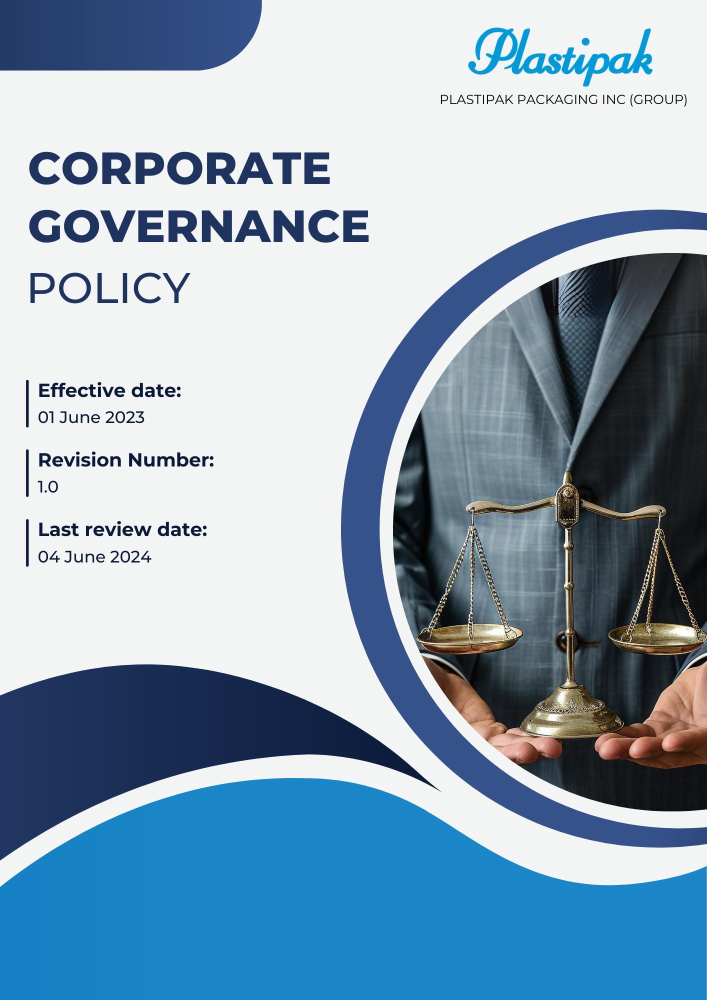 Plastipak
PLASTIPAK PACKAGING INC (GROUP)
CORPORATE
GOVERNANCE
POLICY
Effective date:
01 June 2023
Revision Number:
1.0
Last review date:
04 June 2024